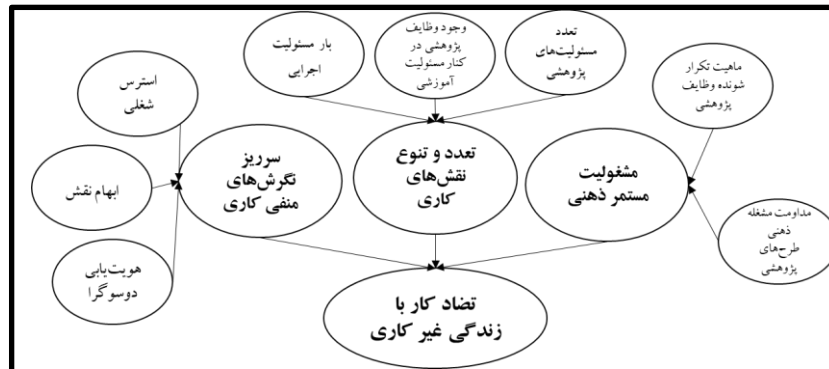 تعدد
مسئولیت‌های
پژوهشی
وجود وظایف
پژوهشی در
کنار مسئولیت
آموزشی
بار مسئولیت
اجرایی
ماهیت تکرار
شونده وظایف
پژوهشی
استرس
شغلی
مشغولیت
مستمر ذهنی
تعدد و تنوع
نقش‌های
کاری
سرریز
نگرش‌های
منفی کاری
ابهام نقش
مداومت مشغله
ذهنی
طرح‌های
پژوهشی
هویت‌یابی
دوسوگرا
تضاد کار با
زندگی غیر کاری